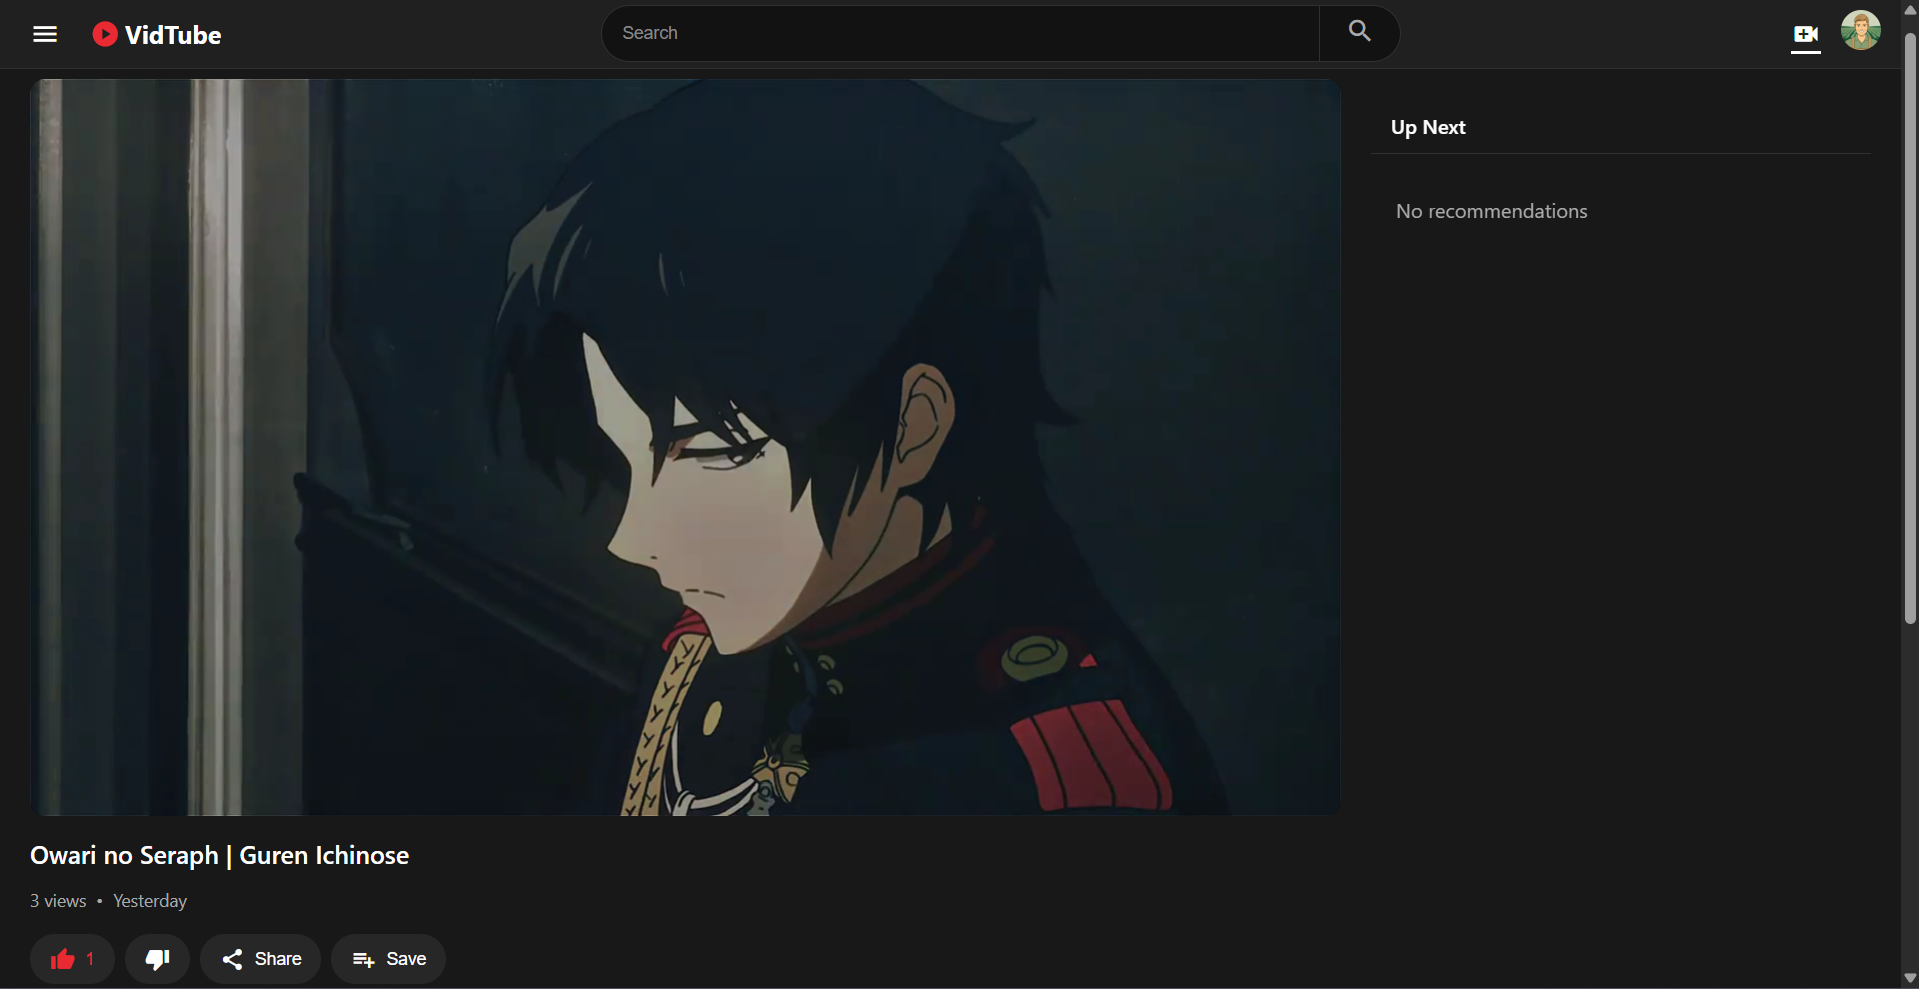 VidTube
Search
Up Next
No recommendations
Owari no Seraph | Guren Ichinose
3 views • Yesterday
1
Share
Save